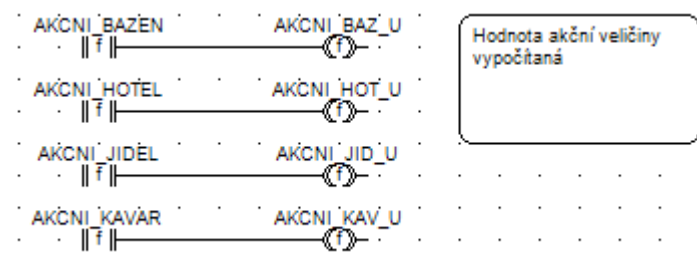 AKCNI_BAZEN AKCNI_BAZ_U
f f
AKCNI_HOTEL AKCNI_HOT_U
f f
AKCNI_JIDEL AKCNI_JID_U
f f
AKCNI_KAVAR AKCNI_KAV_U
f f
Hodnota akční veličiny
vypočítaná